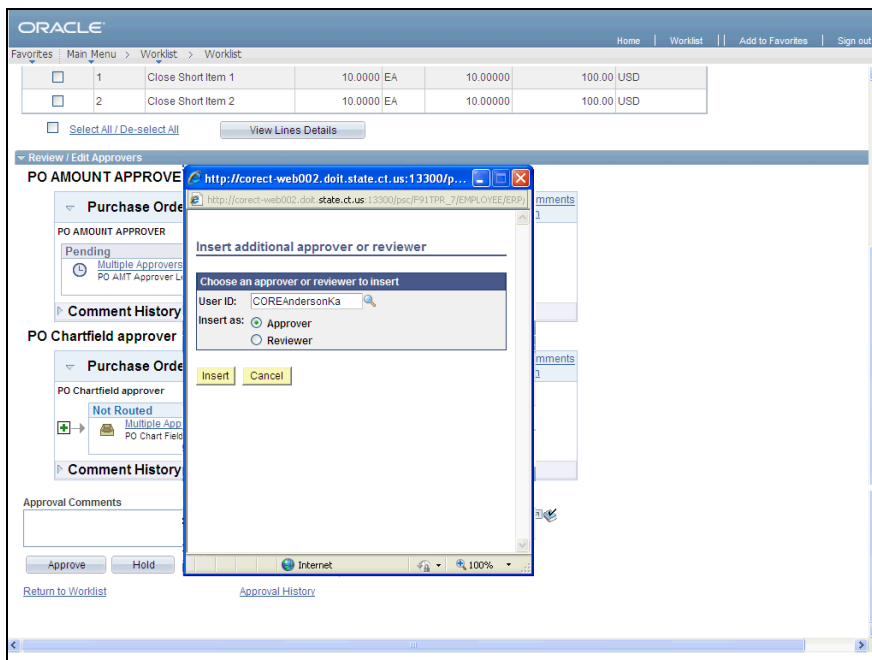 ORACLE
Home | Worklist || Add to Favorites | Sign out
Favorites Main Menu > Worklist > Worklist
1 Close Short Item 1 10.0000 EA 10.00000 100.00 USD
2 Close Short Item 2 10.0000 EA 10.00000 100.00 USD
Select All / De-select All View Lines Details
Review / Edit Approvers
PO AMOUNT APPROVE
Purchase Orde
mments
PO AMOUNT APPROVER
Pending
Multiple Approvers
PO AMT Approver Le
Comment History
PO Chartfield approver
Purchase Orde
mments
PO Chartfield approver
Not Routed
Multiple App
PO Chart Field
Comment History
Approval Comments
Approve Hold
Return to Worklist Approval History
http://corect-web002.doit.state.ct.us:13300/p...
http://corect-web002.doit.state.ct.us:13300/psc/F91TPR_7/EMPLOYEE/ERP/
Insert additional approver or reviewer
Choose an approver or reviewer to insert
User ID: COREAndersonKa
Insert as: Approver
Reviewer
Insert Cancel
Internet 100%